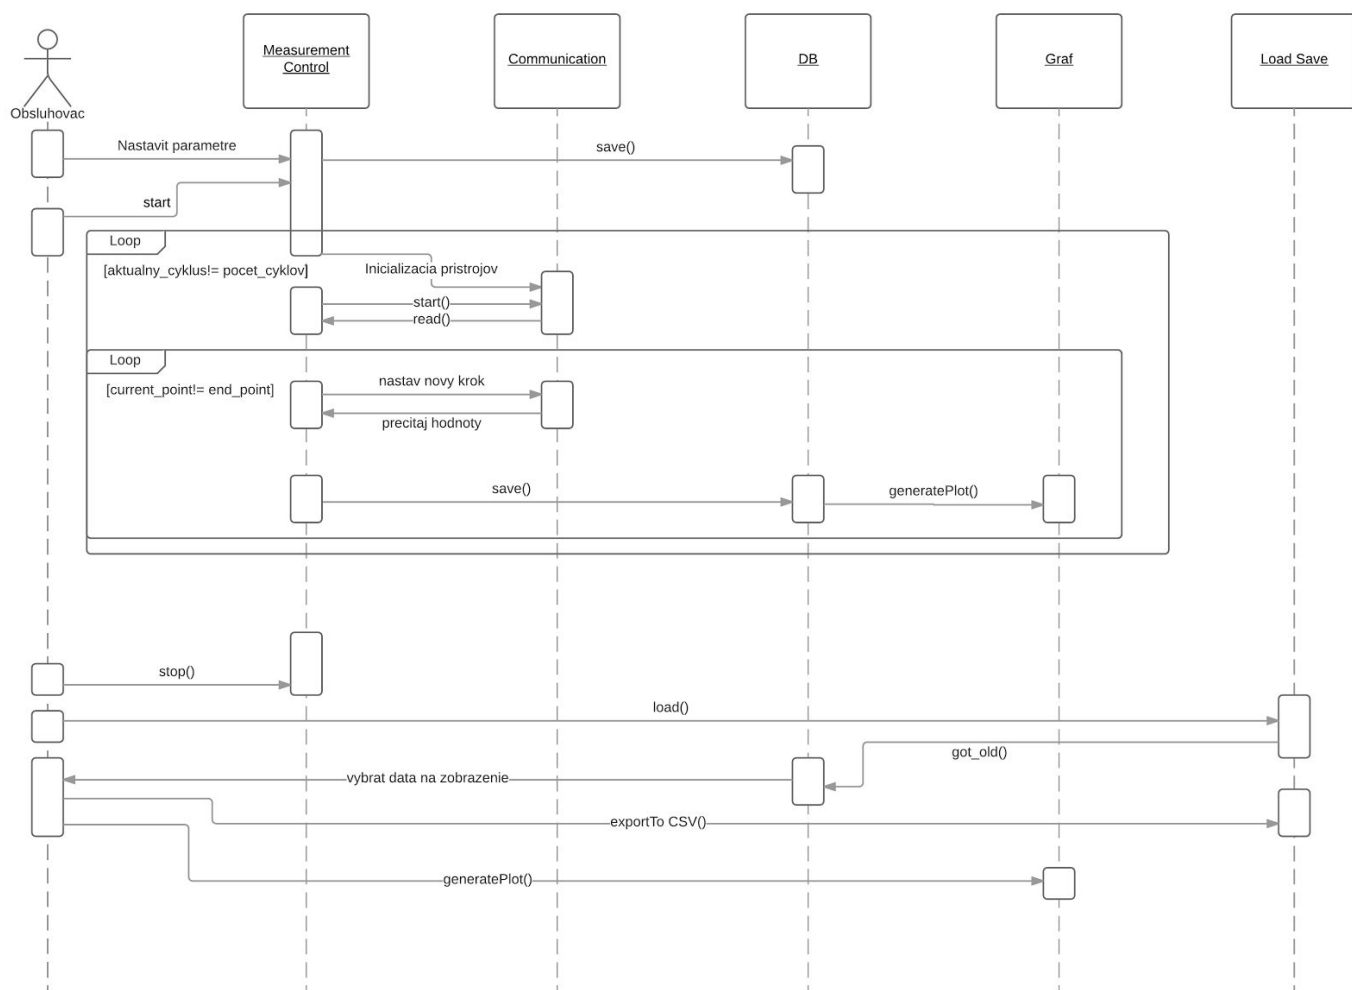 Measurement
Control
Communication
DB
Graf
Load Save
Obsluhovac
Nastavit parametre
save()
start
Loop
[aktualny_cyklus!= pocet_cyklov]
Inicializacia pristrojov
start()
read()
Loop
[current_point!= end_point]
nastav novy krok
precitaj hodnoty
save()
generatePlot()
stop()
load()
got_old()
vybrat data na zobrazenie
exportTo CSV()
generatePlot()